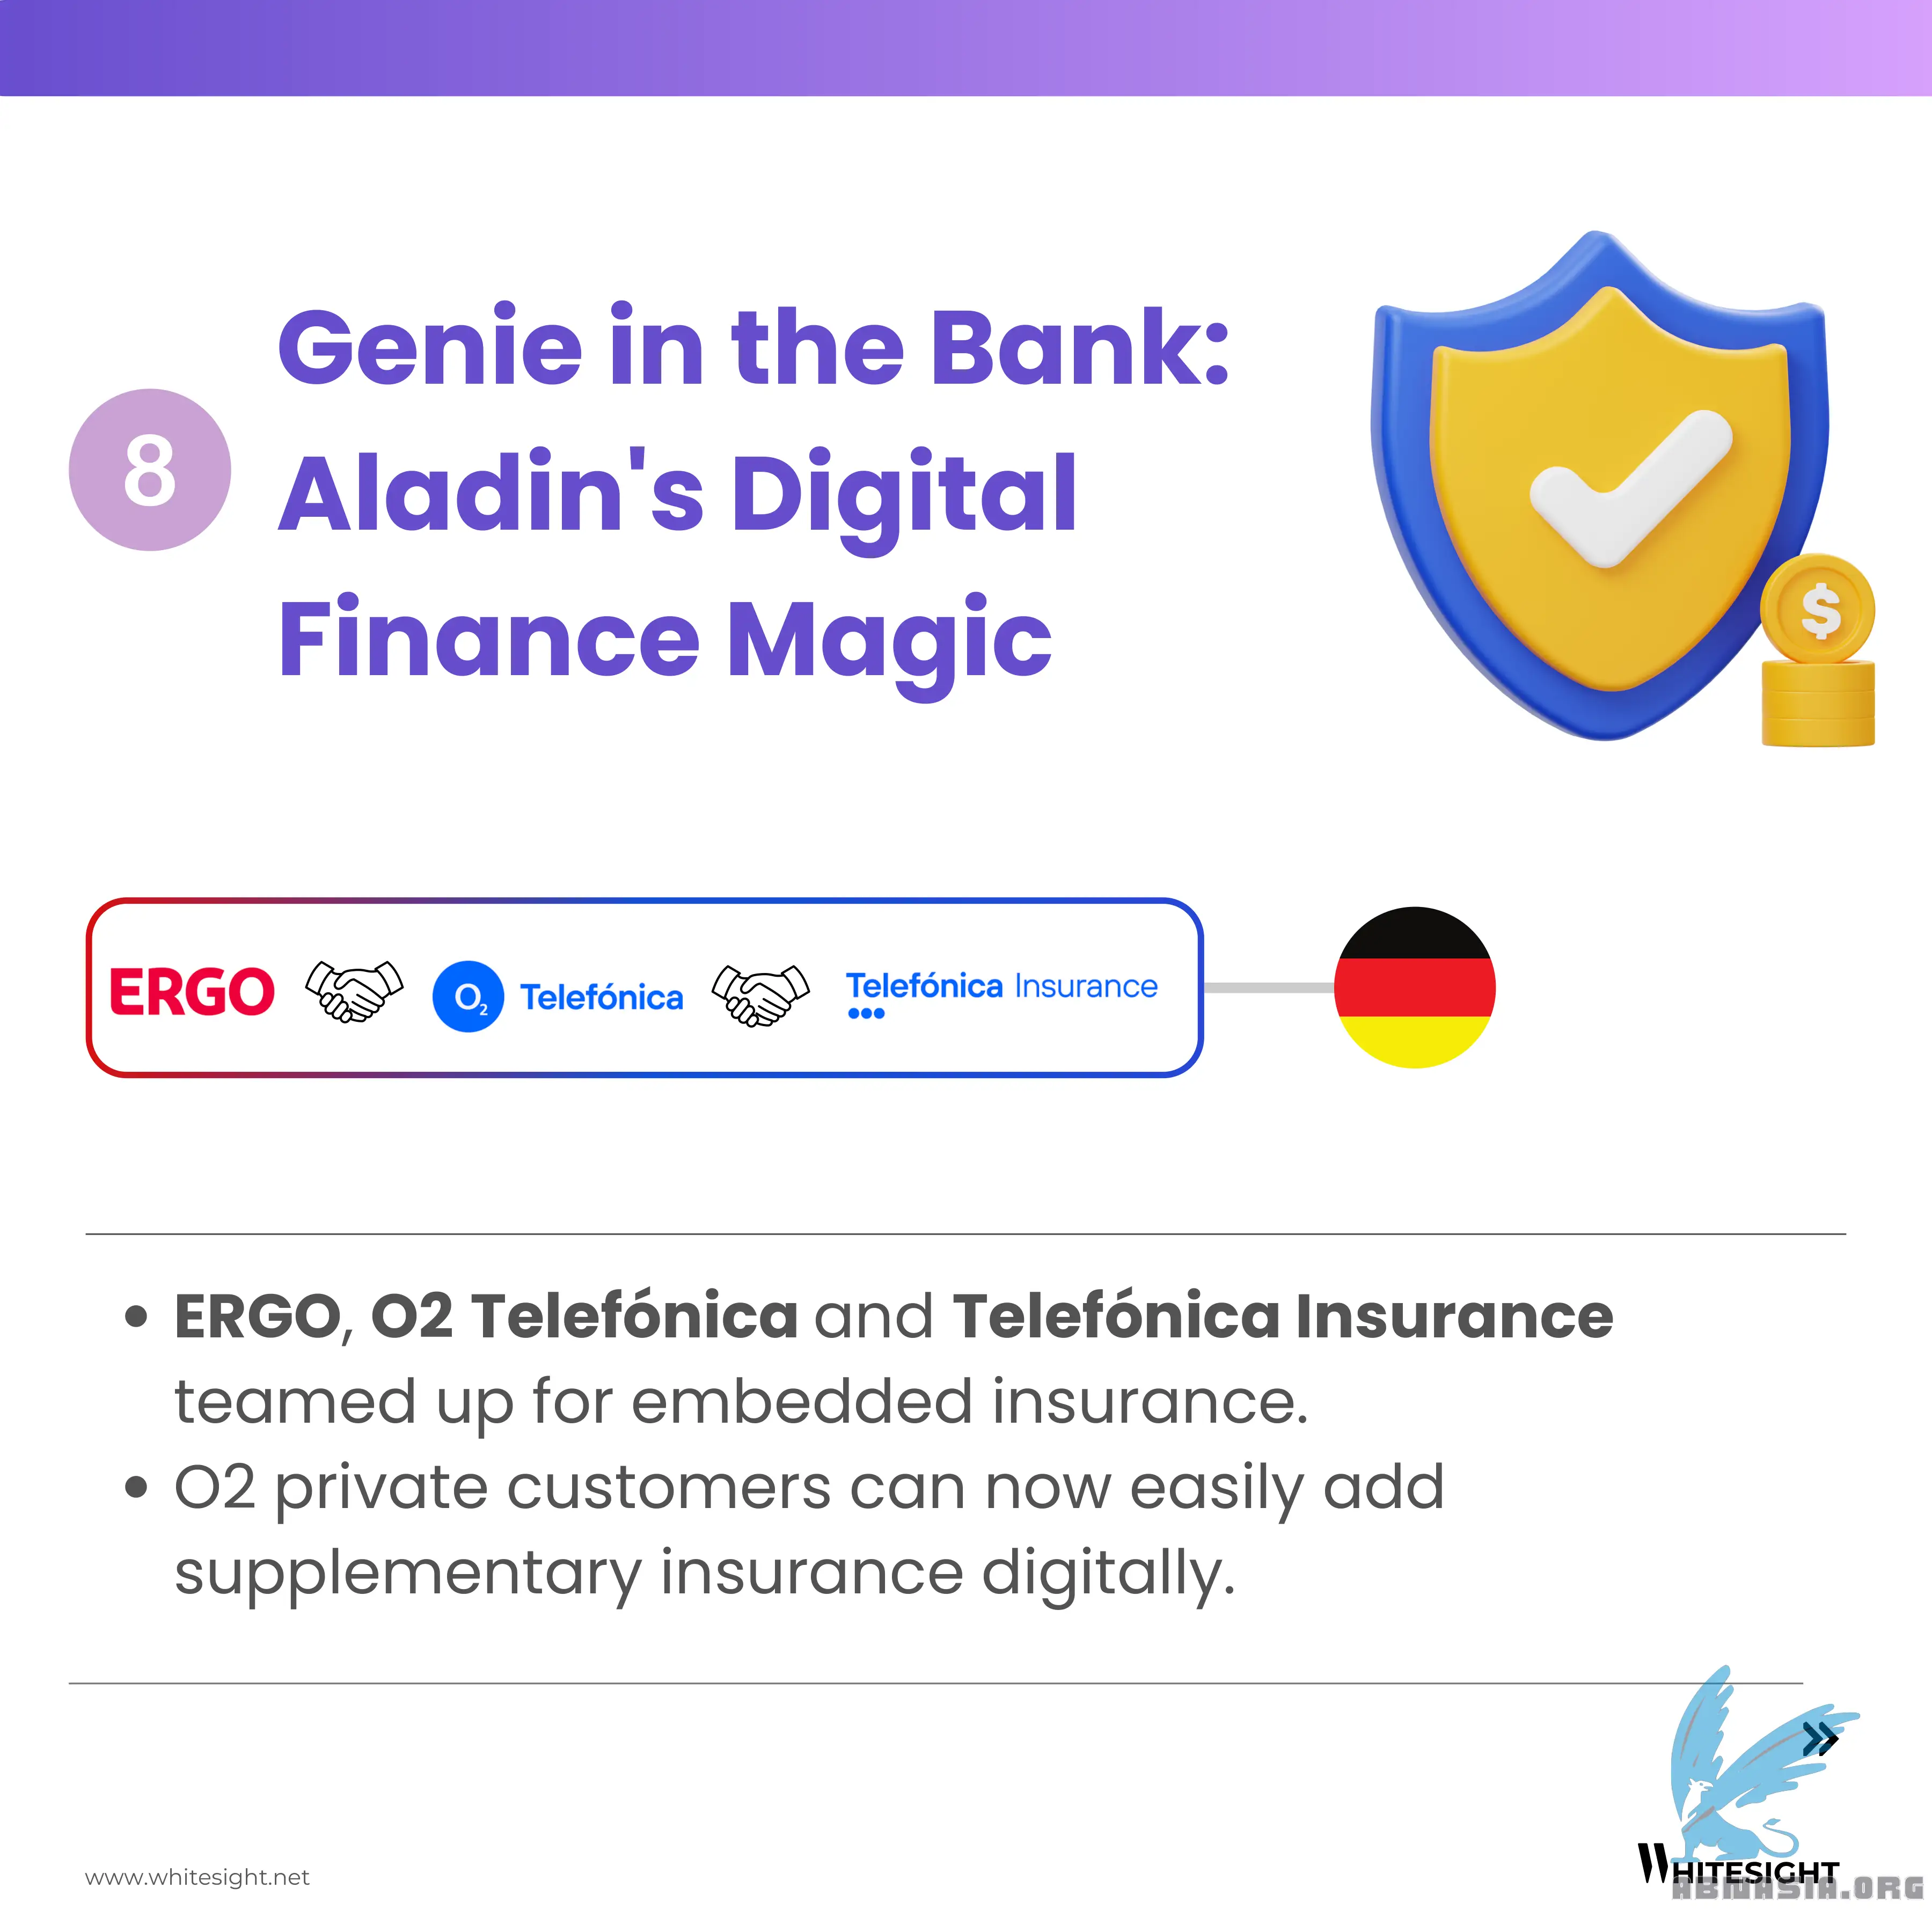 Genie in the Bank:
8
Aladin's Digital
Finance Magic
$
ERGO
O2 Telefónica
Telefónica Insurance
• ERGO, O2 Telefónica and Telefónica Insurance
teamed up for embedded insurance.
• O2 private customers can now easily add
supplementary insurance digitally.
www.whitesight.net
WHITESIGHT
ABNASIA.ORG